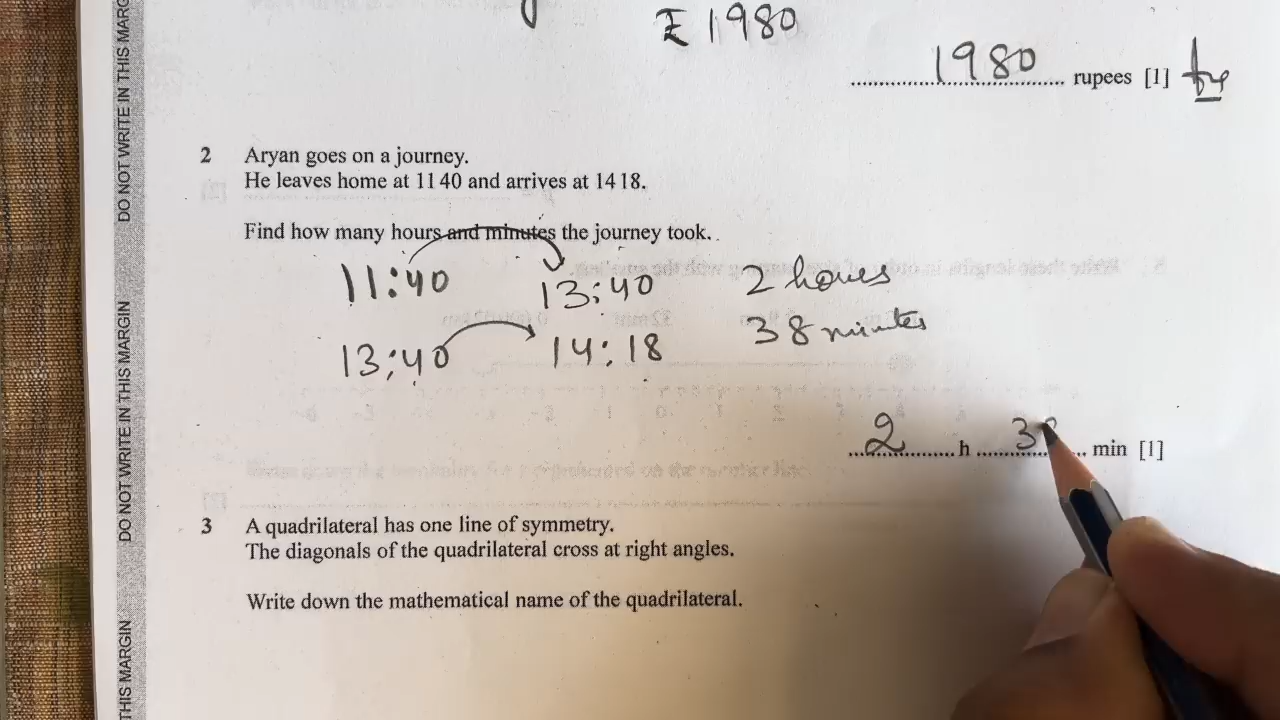 ₹ 1980
1980 rupees [1]
DO NOT WRITE IN THIS MARG
2 Aryan goes on a journey.
He leaves home at 11 40 and arrives at 14 18.
Find how many hours and minutes the journey took.
11:40 13:40 2 hours
13:40 14:18 38 minutes
DO NOT WRITE IN THIS MARGIN
2 h 38 min [1]
3 A quadrilateral has one line of symmetry.
The diagonals of the quadrilateral cross at right angles.
Write down the mathematical name of the quadrilateral.
THIS MARGIN